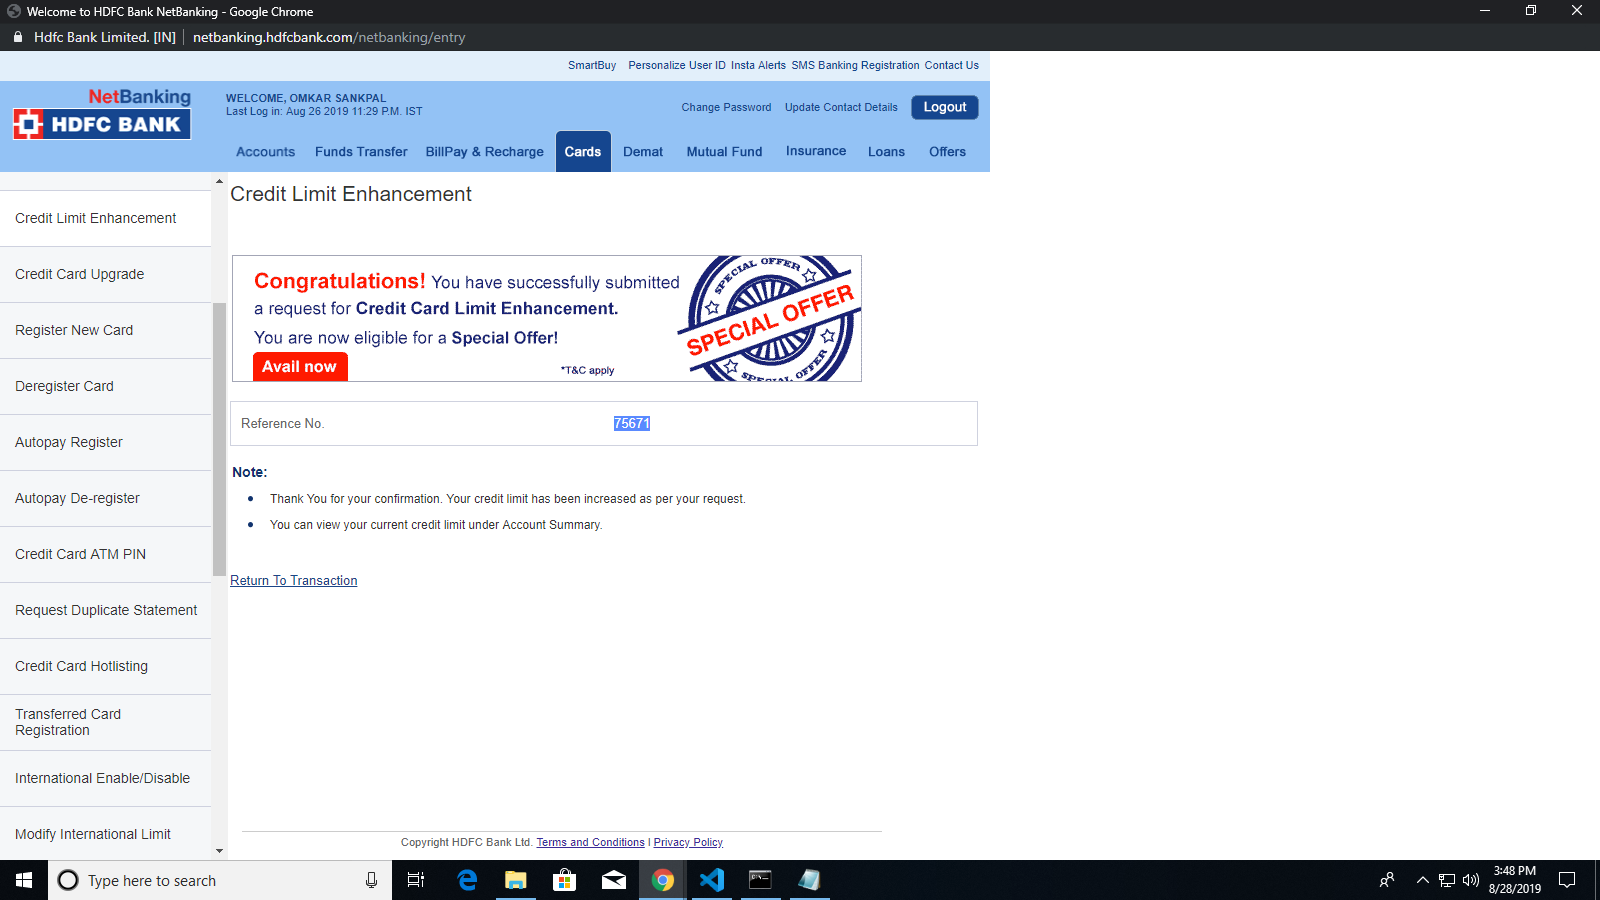 Welcome to HDFC Bank NetBanking - Google Chrome
Hdfc Bank Limited. [IN] netbanking.hdfcbank.com/netbanking/entry
SmartBuy Personalize User ID Insta Alerts SMS Banking Registration Contact Us
NetBanking
HDFC BANK
WELCOME, OMKAR SANKPAL
Last Log in: Aug 26 2019 11:29 P.M. IST
Change Password Update Contact Details Logout
Accounts Funds Transfer BillPay & Recharge Cards Demat Mutual Fund Insurance Loans Offers
Credit Limit Enhancement
Credit Card Upgrade
Register New Card
Deregister Card
Autopay Register
Autopay De-register
Credit Card ATM PIN
Request Duplicate Statement
Credit Card Hotlisting
Transferred Card
Registration
International Enable/Disable
Modify International Limit
Credit Limit Enhancement
Congratulations! You have successfully submitted
a request for Credit Card Limit Enhancement.
You are now eligible for a Special Offer!
Avail now
*T&C apply
SPECIAL OFFER
SPECIAL OFFER
SPECIAL OFFER
Reference No. 75671
Note:
• Thank You for your confirmation. Your credit limit has been increased as per your request.
• You can view your current credit limit under Account Summary.
Return To Transaction
Copyright HDFC Bank Ltd. Terms and Conditions | Privacy Policy
Type here to search
3:48 PM
8/28/2019